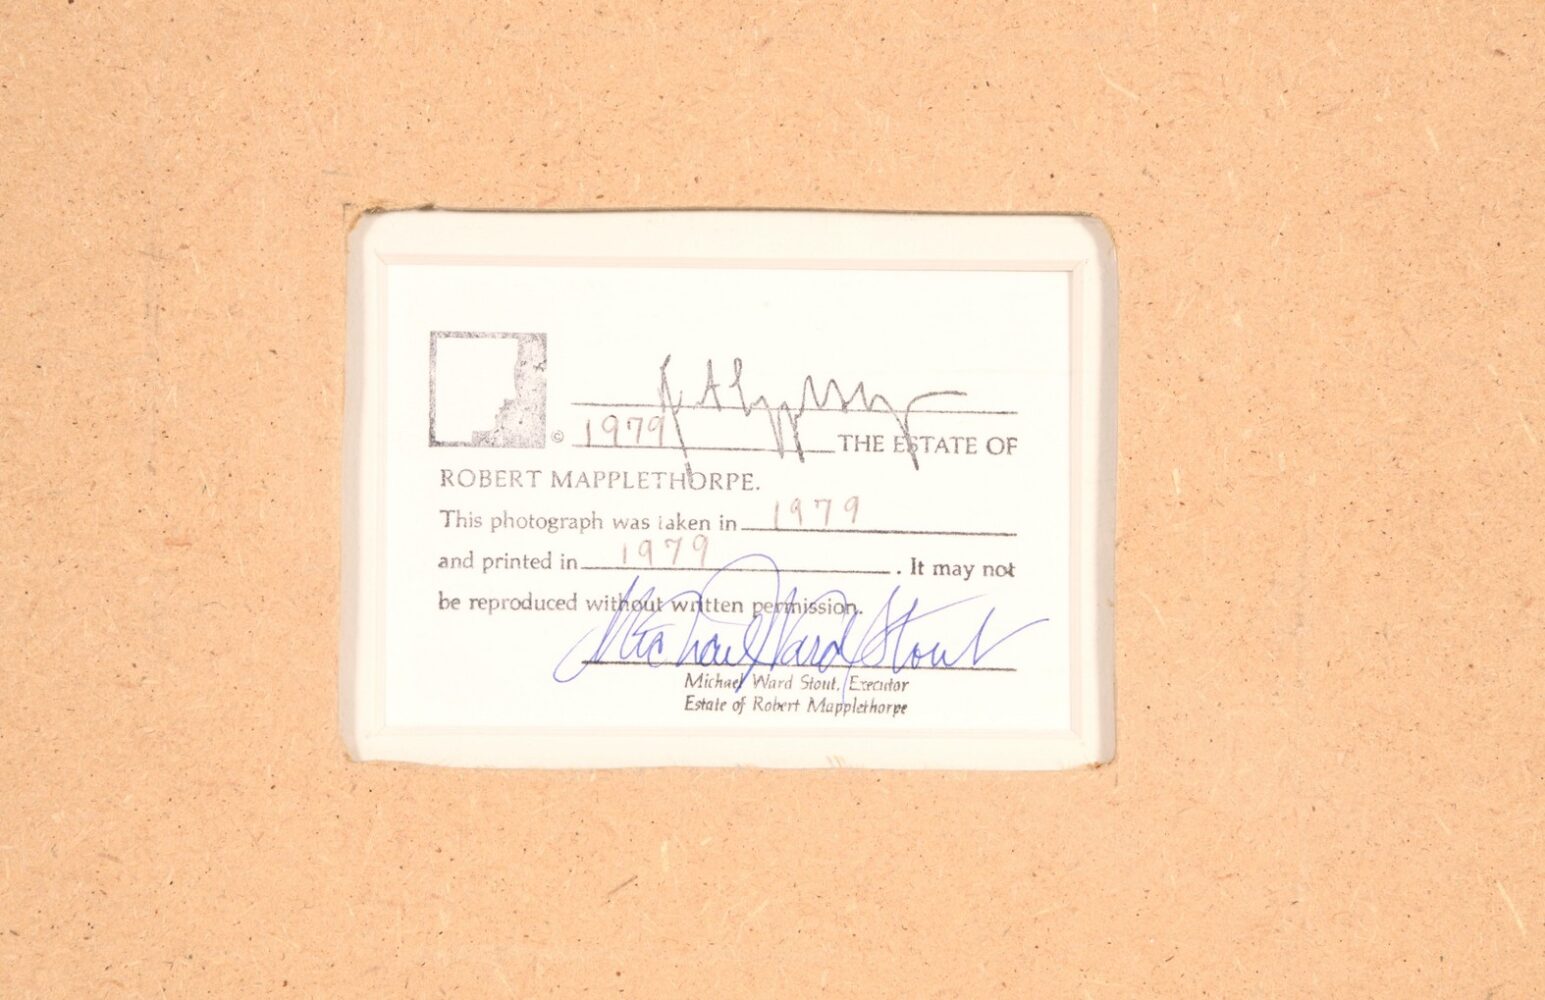 © 1979 THE ESTATE OF
ROBERT MAPPLETHORPE.
This photograph was taken in 1979
and printed in 1979 . It may not
be reproduced without written permission.
Michael Ward Stout
Michael Ward Stout, Executor
Estate of Robert Mapplethorpe